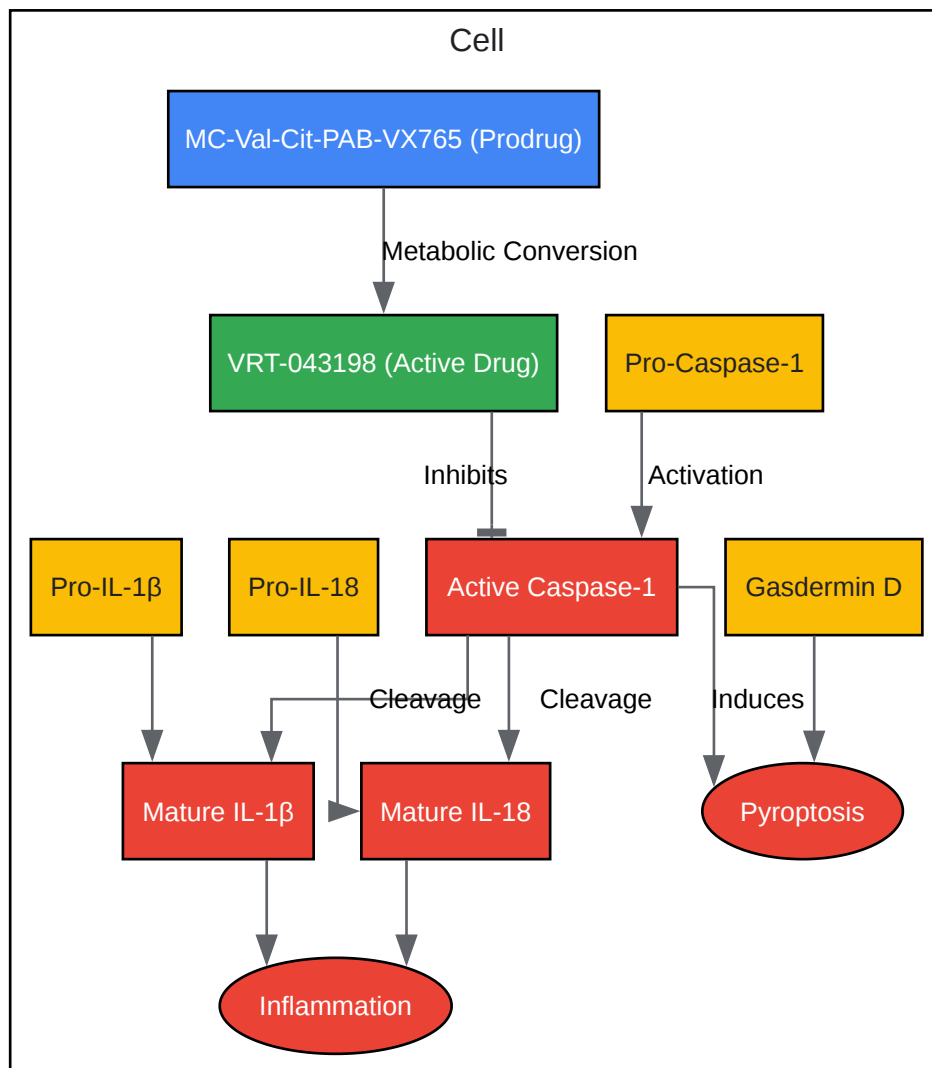 Cell
MC-Val-Cit-PAB-VX765 (Prodrug)
Metabolic Conversion
VRT-043198 (Active Drug)
Pro-Caspase-1
Inhibits
Activation
Pro-IL-1β
Pro-IL-18
Active Caspase-1
Gasdermin D
Cleavage
Cleavage
Induces
Mature IL-1β
Mature IL-18
Pyroptosis
Inflammation